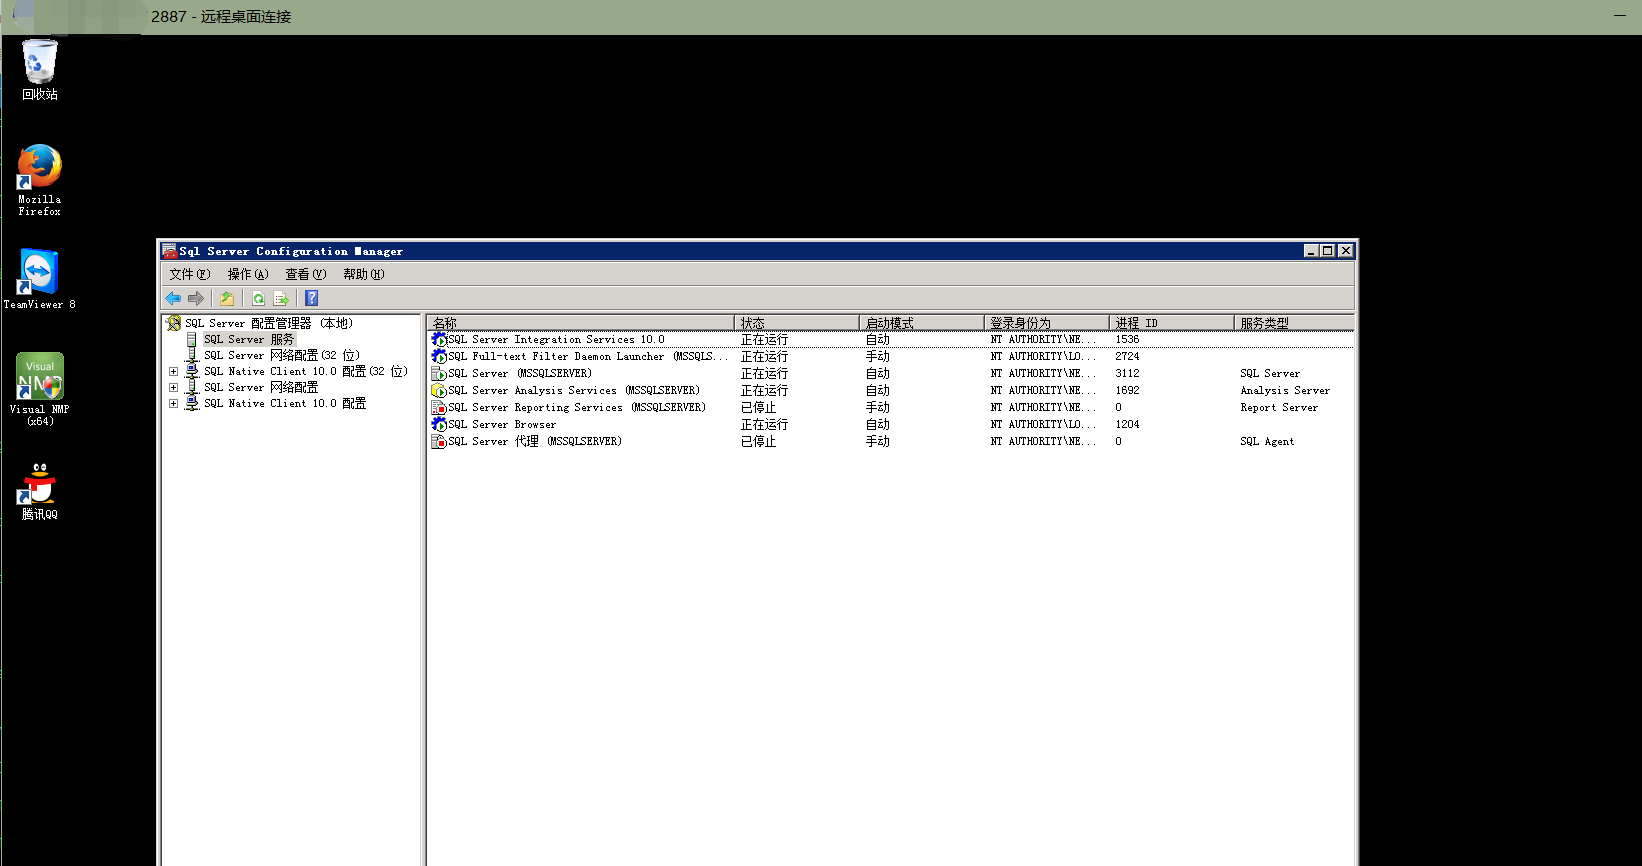 2887 - 远程桌面连接
回收站
Mozilla
Firefox
TeamViewer 8
Visual
NMP
Visual NMP
(x64)
腾讯QQ
Sql Server Configuration Manager
文件(F) 操作(A) 查看(V) 帮助(H)
SQL Server 配置管理器 (本地)
SQL Server 服务
SQL Server 网络配置(32 位)
SQL Native Client 10.0 配置(32 位)
SQL Server 网络配置
SQL Native Client 10.0 配置
名称 状态 启动模式 登录身份为 进程 ID 服务类型
SQL Server Integration Services 10.0 正在运行 自动 NT AUTHORITY\NE... 1536
SQL Full-text Filter Daemon Launcher (MSSQLS... 正在运行 手动 NT AUTHORITY\LO... 2724
SQL Server (MSSQLSERVER) 正在运行 自动 NT AUTHORITY\NE... 3112 SQL Server
SQL Server Analysis Services (MSSQLSERVER) 正在运行 自动 NT AUTHORITY\NE... 1692 Analysis Server
SQL Server Reporting Services (MSSQLSERVER) 已停止 手动 NT AUTHORITY\NE... 0 Report Server
SQL Server Browser 正在运行 自动 NT AUTHORITY\LO... 1204
SQL Server 代理 (MSSQLSERVER) 已停止 手动 NT AUTHORITY\NE... 0 SQL Agent